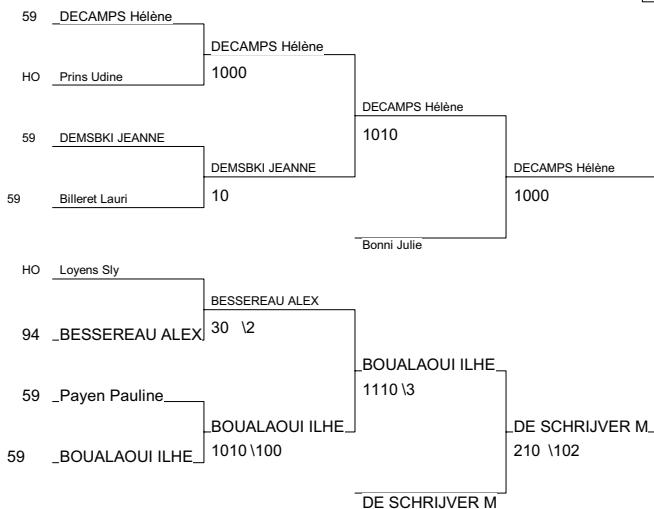 59 DECAMPS Hélène
DECAMPS Hélène
HO Prins Udine
1000
DECAMPS Hélène
59 DEMSBKI JEANNE
1010
DEMSBKI JEANNE
DECAMPS Hélène
59 Billeret Lauri
10
1000
Bonni Julie
HO Loyens Sly
BESSEREAU ALEX
94 BESSEREAU ALEX
30 \2
BOUALAOUI ILHE
59 Payen Pauline
1110 \3
BOUALAOUI ILHE
DE SCHRIJVER M
59 BOUALAOUI ILHE
1010 \100
210 \102
DE SCHRIJVER M